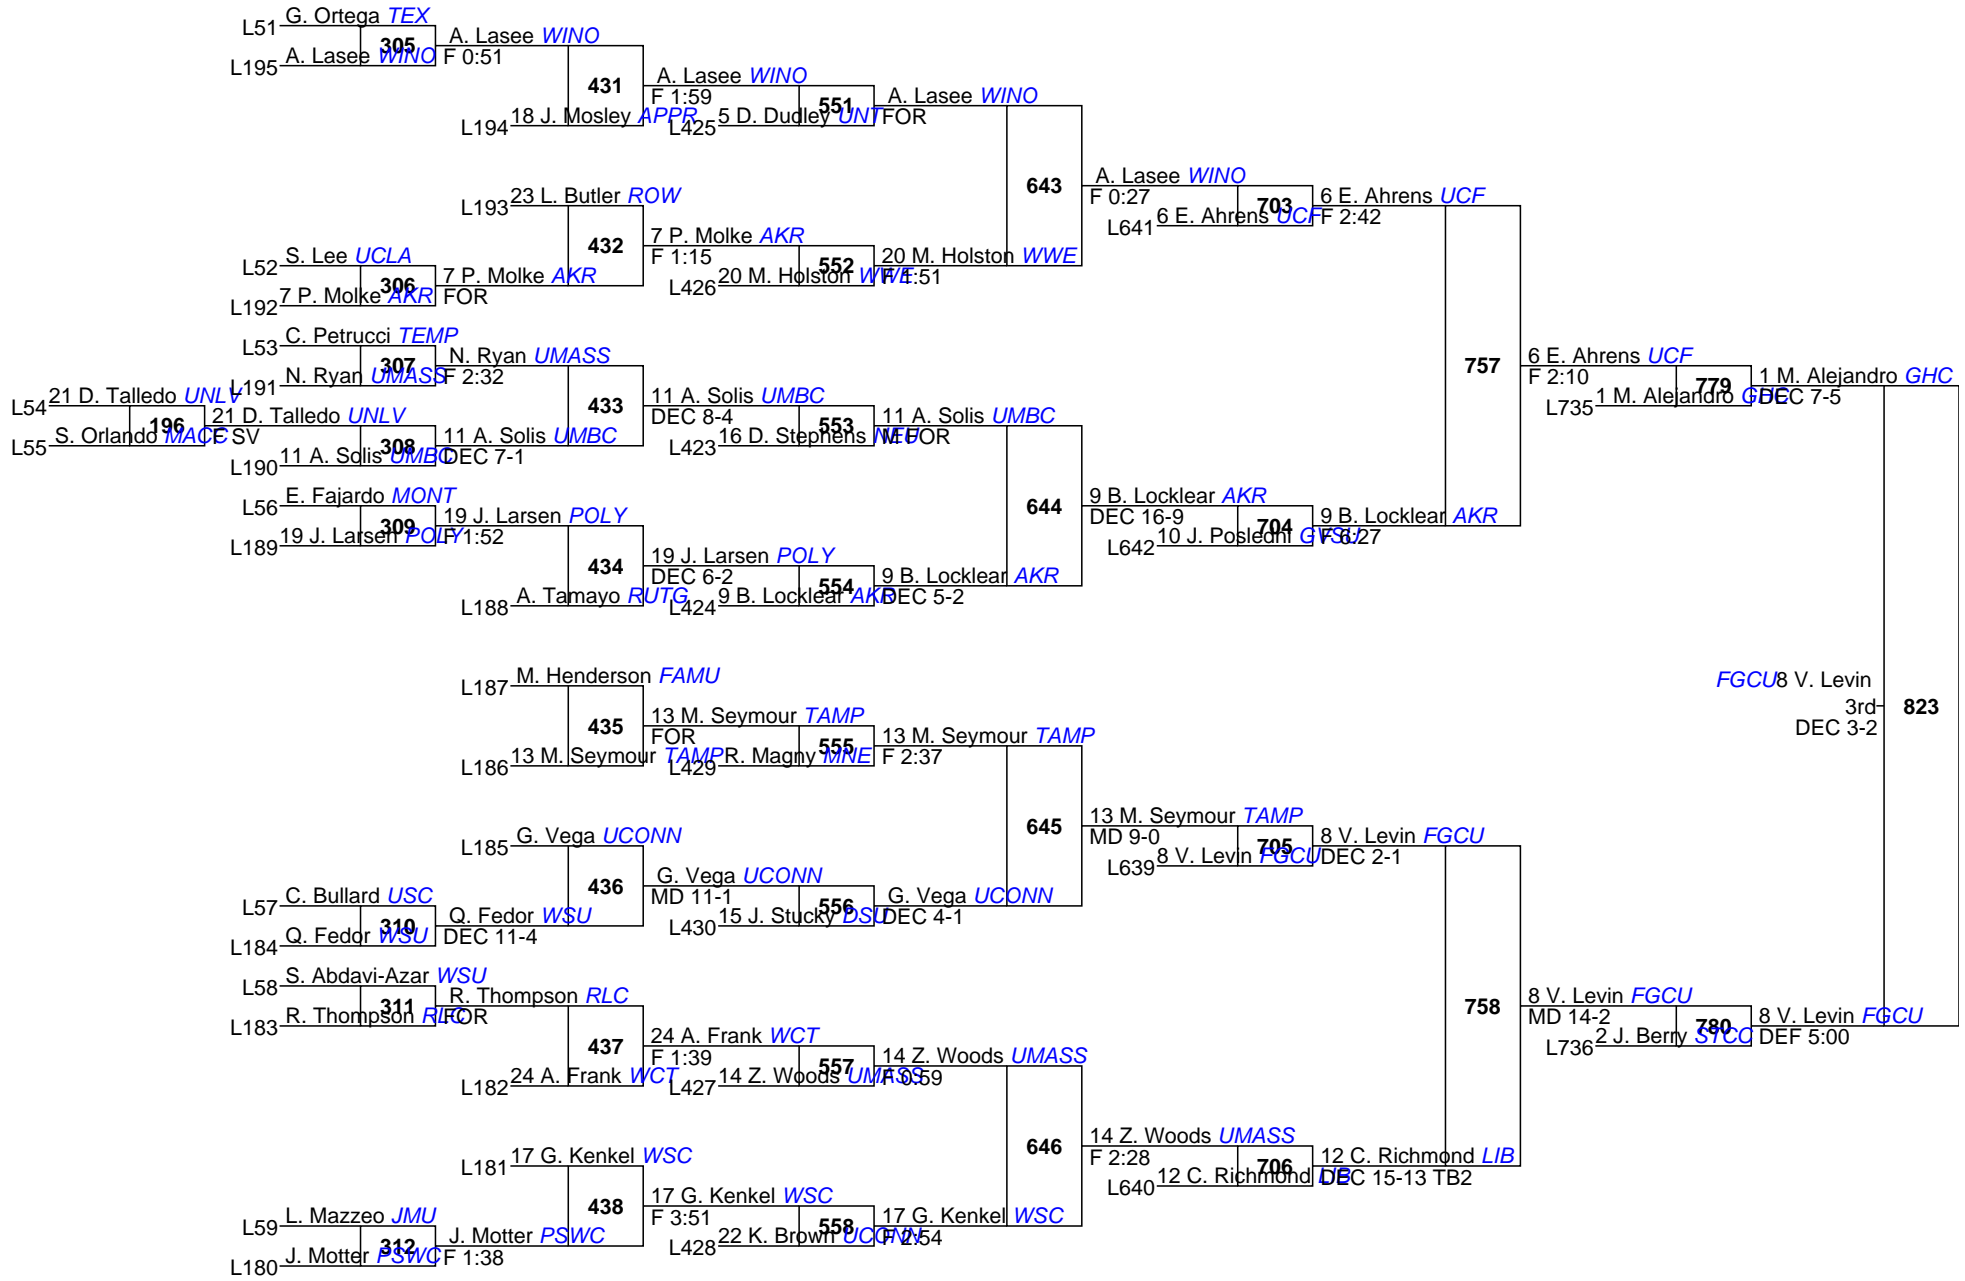 G. Ortega TEX
L51
305
A. Lasee WINO
F 0:51
A. Lasee WINO
L195
431
A. Lasee WINO
F 1:59
18 J. Mosley APPR
L194
551
A. Lasee WINO
FOR
5 D. Dudley UNT
L425
643
A. Lasee WINO
F 0:27
23 L. Butler ROW
L193
432
7 P. Molke AKR
F 1:15
S. Lee UCLA
L52
306
7 P. Molke AKR
FOR
7 P. Molke AKR
L192
552
20 M. Holston WWE
F 1:51
20 M. Holston WWE
L426
703
6 E. Ahrens UCF
F 2:42
6 E. Ahrens UCF
L641
C. Petrucci TEMP
L53
307
N. Ryan UMASS
F 2:32
N. Ryan UMASS
L191
433
11 A. Solis UMBC
DEC 8-4
21 D. Talledo UNLV
L54
196
21 D. Talledo UNLV
F SV
S. Orlando MACC
L55
308
11 A. Solis UMBC
DEC 7-1
11 A. Solis UMBC
L190
553
11 A. Solis UMBC
M FOR
16 D. Stephens NEU
L423
757
6 E. Ahrens UCF
F 2:10
779
1 M. Alejandro GHC
DEC 7-5
1 M. Alejandro GHC
L735
E. Fajardo MONT
L56
309
19 J. Larsen POLY
F 1:52
19 J. Larsen POLY
L189
434
19 J. Larsen POLY
DEC 6-2
A. Tamayo RUTG
L188
554
9 B. Locklear AKR
DEC 5-2
9 B. Locklear AKR
L424
644
9 B. Locklear AKR
DEC 16-9
704
9 B. Locklear AKR
F 6:27
10 J. Posledni GVSU
L642
M. Henderson FAMU
L187
435
13 M. Seymour TAMP
FOR
13 M. Seymour TAMP
L186
555
13 M. Seymour TAMP
F 2:37
R. Magny MNE
L429
FGCU 8 V. Levin
3rd
823
DEC 3-2
645
13 M. Seymour TAMP
MD 9-0
705
8 V. Levin FGCU
DEC 2-1
8 V. Levin FGCU
L639
G. Vega UCONN
L185
436
G. Vega UCONN
MD 11-1
C. Bullard USC
L57
310
Q. Fedor WSU
DEC 11-4
Q. Fedor WSU
L184
556
G. Vega UCONN
DEC 4-1
15 J. Stucky DSU
L430
S. Abdavi-Azar WSU
L58
311
R. Thompson RLC
FOR
R. Thompson RLC
L183
437
24 A. Frank WCT
F 1:39
24 A. Frank WCT
L182
557
14 Z. Woods UMASS
F 0:59
14 Z. Woods UMASS
L427
758
8 V. Levin FGCU
MD 14-2
780
8 V. Levin FGCU
DEF 5:00
2 J. Berry STCC
L736
646
14 Z. Woods UMASS
F 2:28
706
12 C. Richmond LIB
DEC 15-13 TB2
12 C. Richmond LIB
L640
17 G. Kenkel WSC
L181
438
17 G. Kenkel WSC
F 3:51
558
17 G. Kenkel WSC
F 2:54
22 K. Brown UCONN
L428
L. Mazzeo JMU
L59
312
J. Motter PSWC
F 1:38
J. Motter PSWC
L180